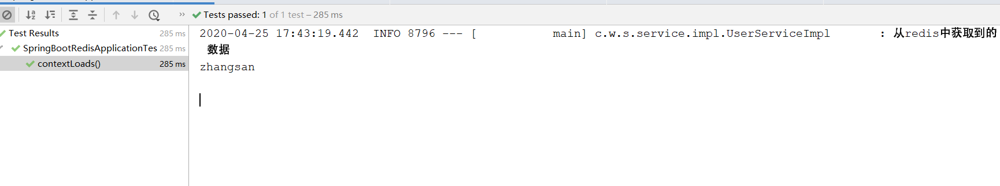 Tests passed: 1 of 1 test – 285 ms
Test Results 285 ms
SpringBootRedisApplicationTes 285 ms
contextLoads() 285 ms
2020-04-25 17:43:19.442  INFO 8796 --- [           main] c.w.s.service.impl.UserServiceImpl       : 从redis中获取到的
数据
zhangsan